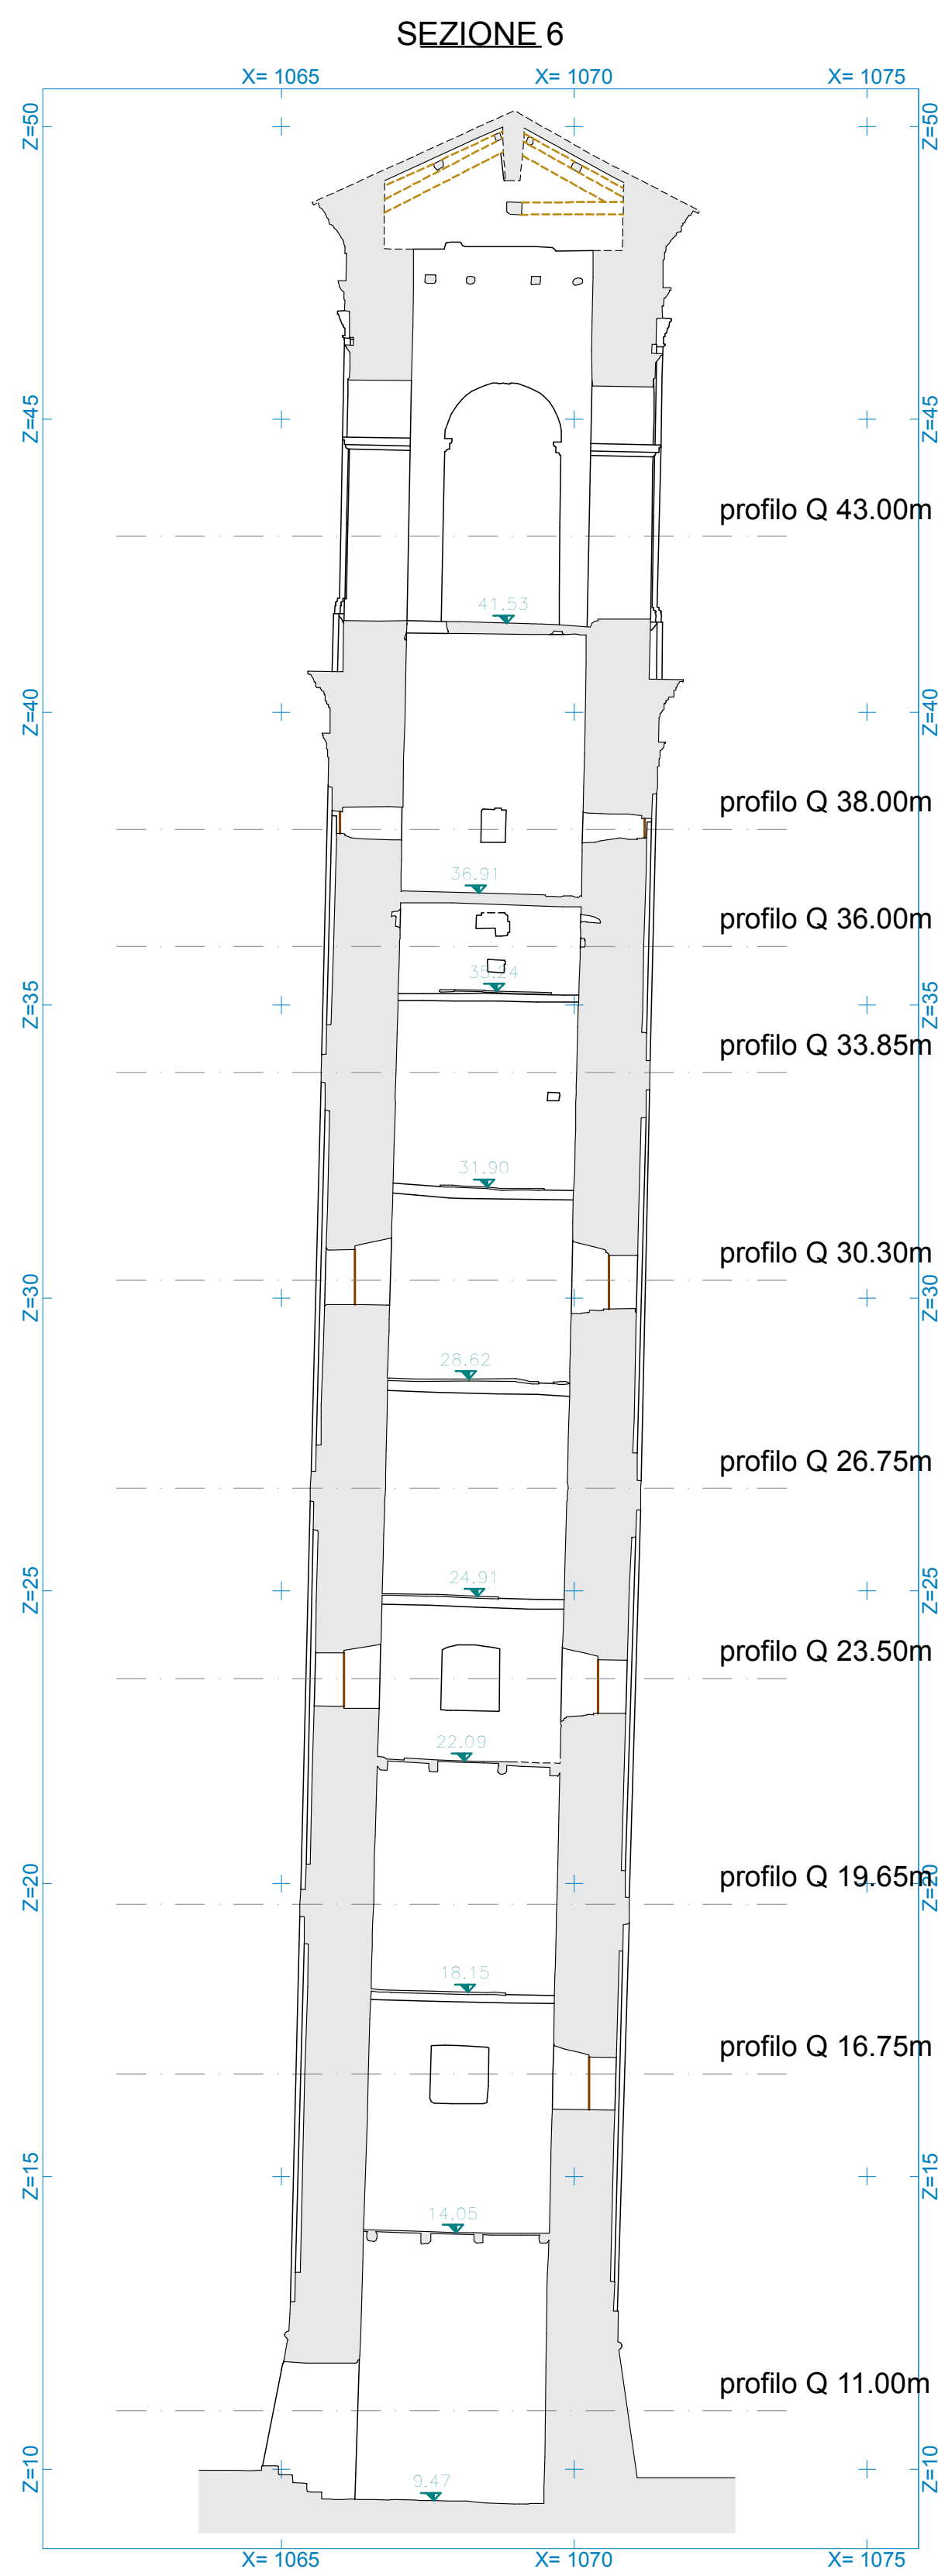 SEZIONE 6
X= 1065 X= 1070 X= 1075
Z=50 Z=50
Z=45 Z=45
profilo Q 43.00m
41.53
Z=40 Z=40
profilo Q 38.00m
36.91
profilo Q 36.00m
35.24
Z=35 Z=35
profilo Q 33.85m
31.90
profilo Q 30.30m
Z=30 Z=30
28.62
profilo Q 26.75m
24.91
Z=25 Z=25
profilo Q 23.50m
22.09
profilo Q 19.65m
Z=20 Z=20
18.15
profilo Q 16.75m
Z=15 Z=15
14.05
profilo Q 11.00m
Z=10 Z=10
9.47
X= 1065 X= 1070 X= 1075